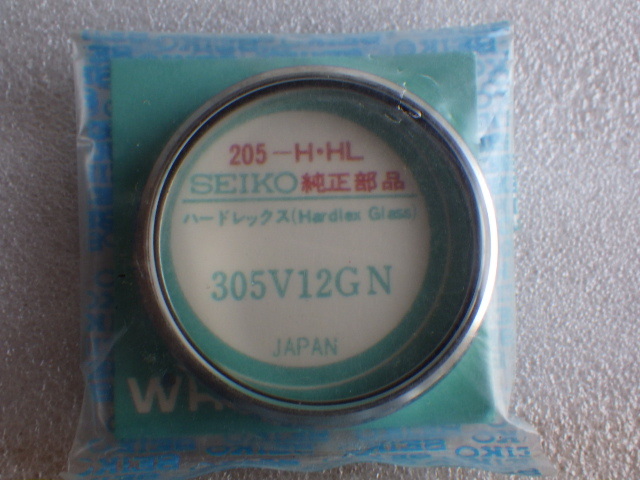 205-H・HL
SEIKO 純正部品
ハードレックス(Hardlex Glass)
305V12GN
JAPAN